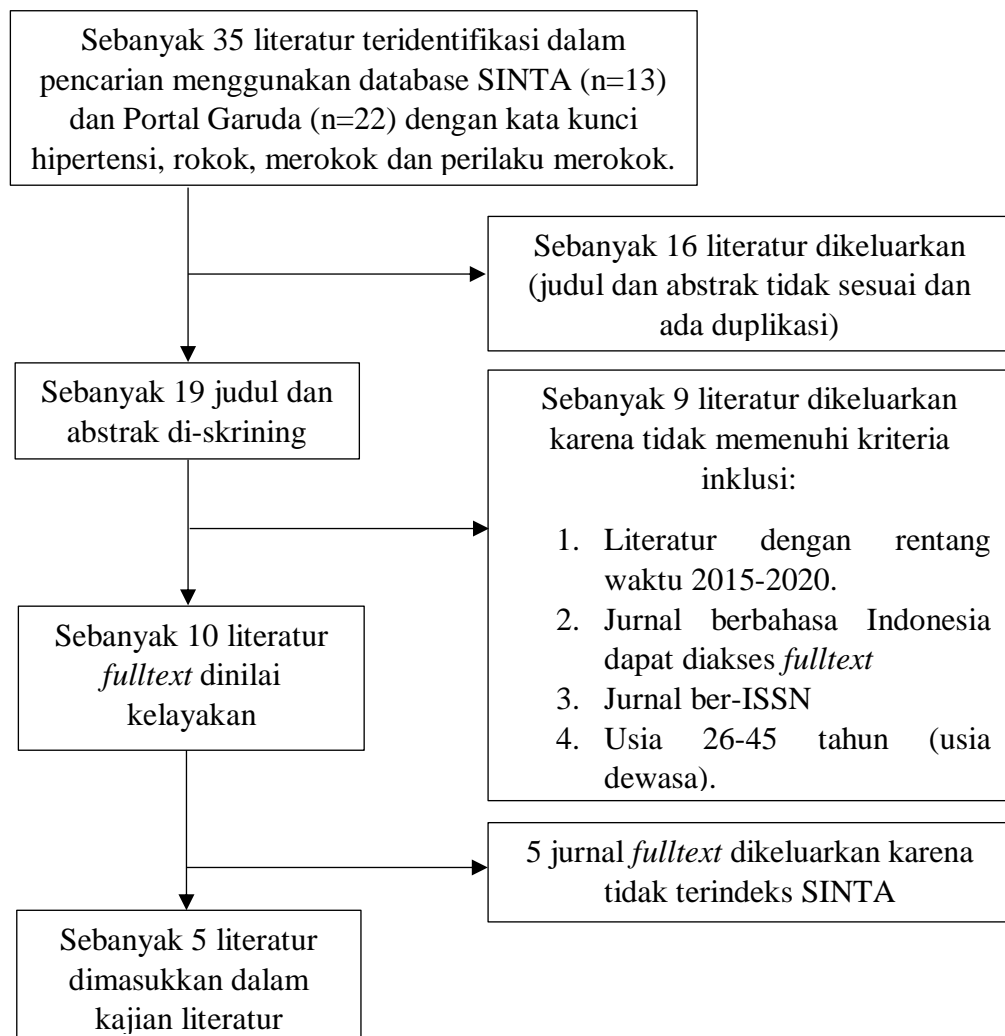 Sebanyak 35 literatur teridentifikasi dalam
pencarian menggunakan database SINTA (n=13)
dan Portal Garuda (n=22) dengan kata kunci
hipertensi, rokok, merokok dan perilaku merokok.
Sebanyak 16 literatur dikeluarkan
(judul dan abstrak tidak sesuai dan
ada duplikasi)
Sebanyak 19 judul dan
abstrak di-skrining
Sebanyak 9 literatur dikeluarkan
karena tidak memenuhi kriteria
inklusi:
1. Literatur dengan rentang
waktu 2015-2020.
2. Jurnal berbahasa Indonesia
dapat diakses fulltext
3. Jurnal ber-ISSN
4. Usia 26-45 tahun (usia
dewasa).
Sebanyak 10 literatur
fulltext dinilai
kelayakan
5 jurnal fulltext dikeluarkan karena
tidak terindeks SINTA
Sebanyak 5 literatur
dimasukkan dalam
kajian literatur